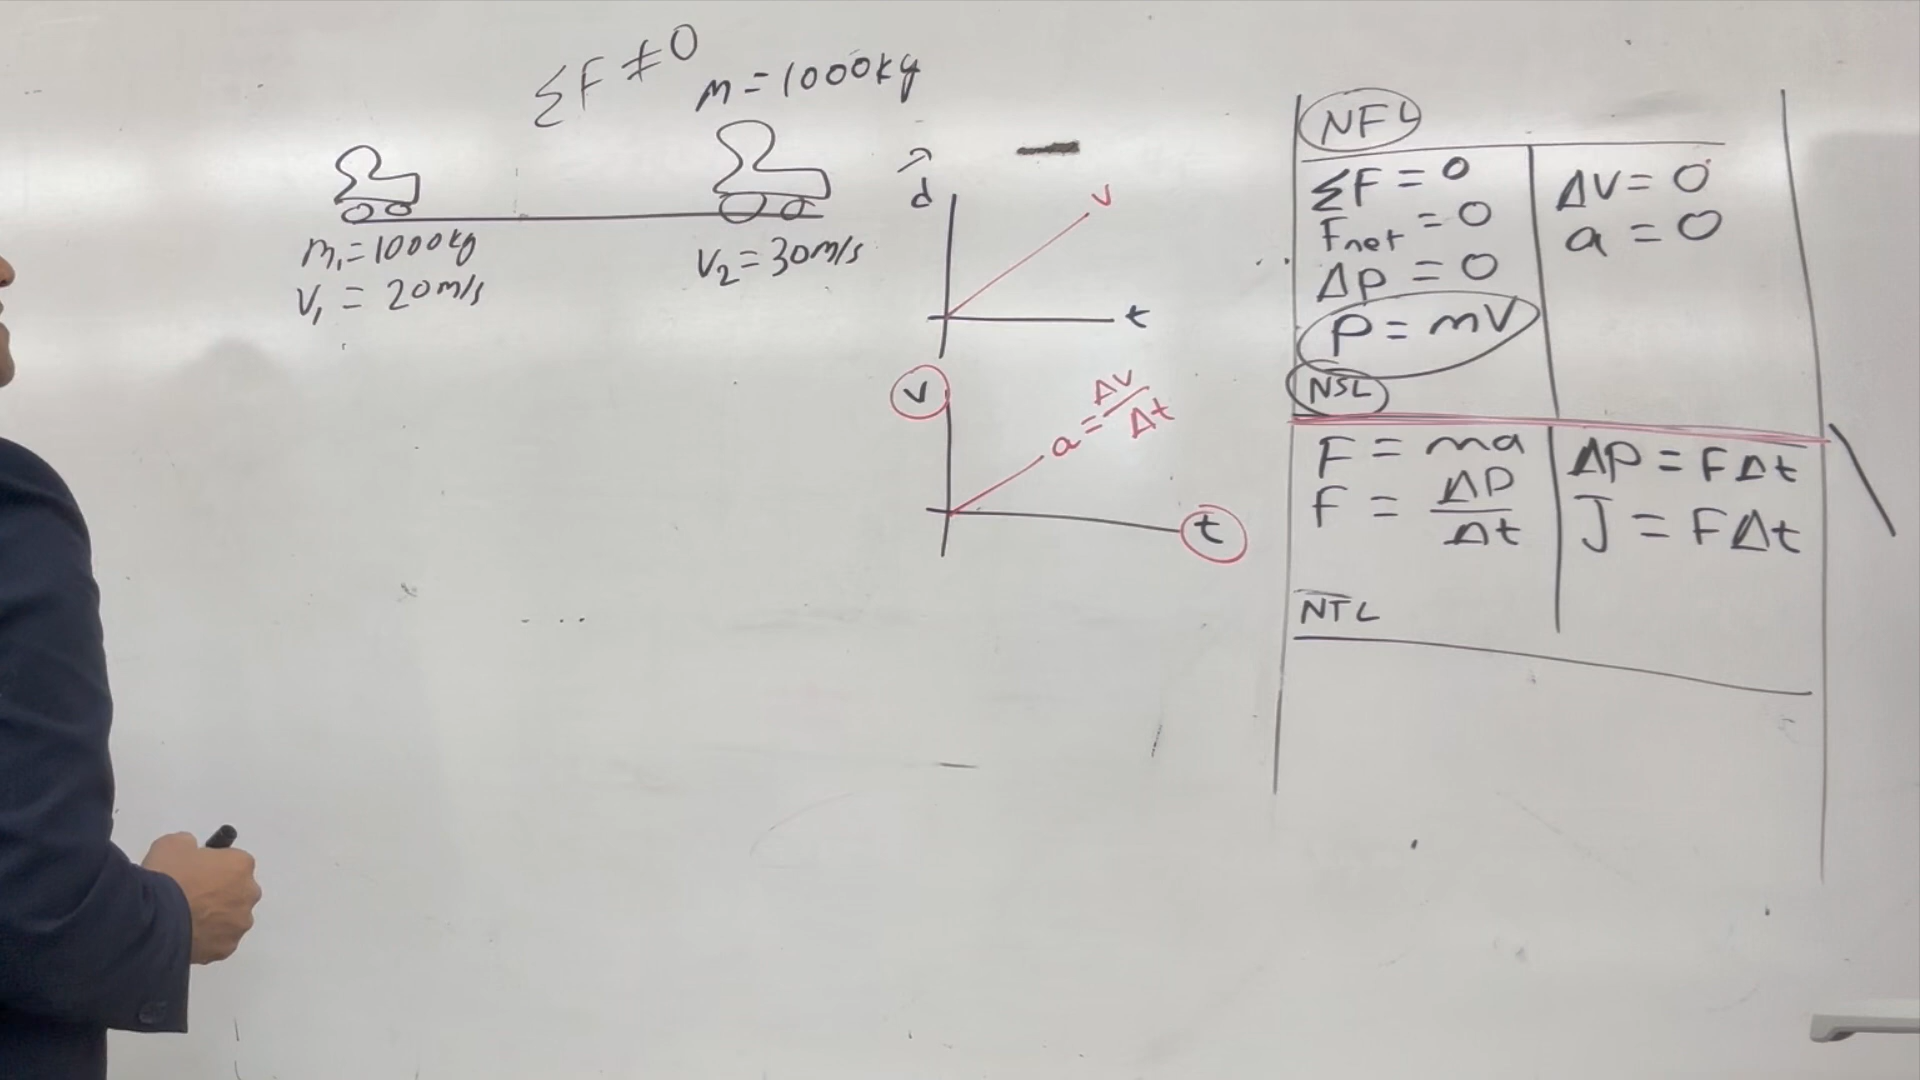 ΣF ≠ 0
m = 1000kg
m₁ = 1000kg
V₁ = 20m/s
V₂ = 30m/s
d
v
t
v
a = Δv/Δt
t
NFL
ΣF = 0
Fnet = 0
Δp = 0
P = mV
Δv = 0
a = 0
NSL
F = ma
F = ΔP/Δt
ΔP = FΔt
J = FΔt
NTL